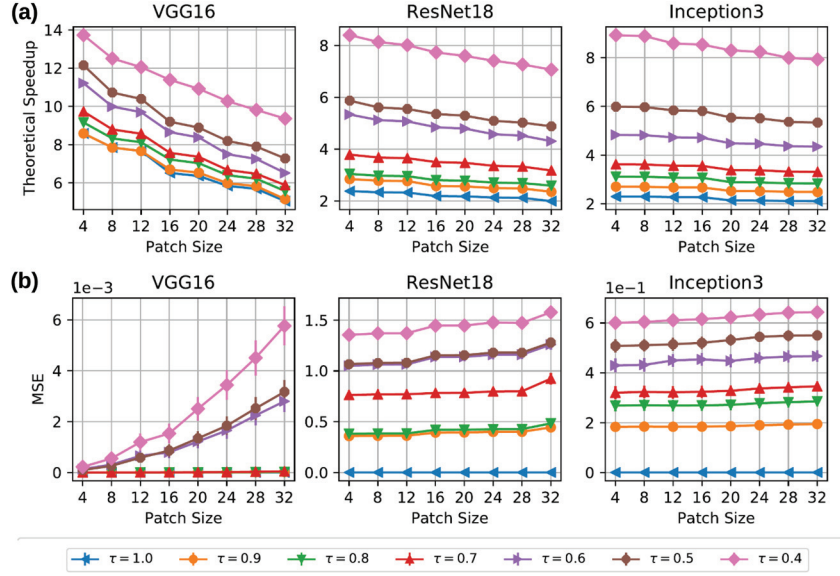 (a)
VGG16
ResNet18
Inception3
Theoretical Speedup
14
12
10
8
6
8
6
4
2
8
6
4
2
4 8 12 16 20 24 28 32
4 8 12 16 20 24 28 32
4 8 12 16 20 24 28 32
Patch Size
Patch Size
Patch Size
(b)
VGG16
ResNet18
Inception3
1e−3
1e−1
MSE
6
4
2
0
1.5
1.0
0.5
0.0
6
4
2
0
4 8 12 16 20 24 28 32
4 8 12 16 20 24 28 32
4 8 12 16 20 24 28 32
Patch Size
Patch Size
Patch Size
τ = 1.0 τ = 0.9 τ = 0.8 τ = 0.7 τ = 0.6 τ = 0.5 τ = 0.4